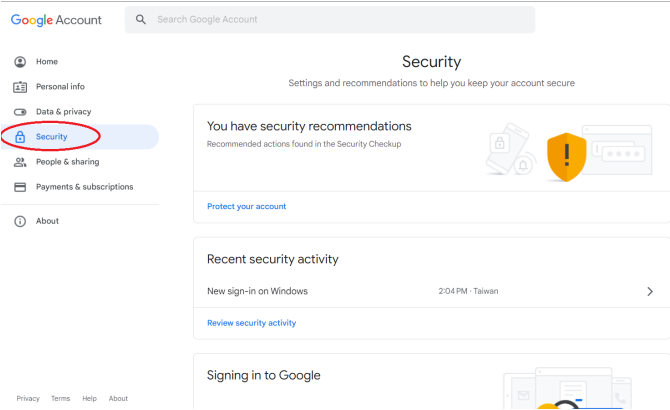 Google Account
Search Google Account
Home
Personal info
Data & privacy
Security
People & sharing
Payments & subscriptions
About
Privacy Terms Help About
Security
Settings and recommendations to help you keep your account secure
You have security recommendations
Recommended actions found in the Security Checkup
Protect your account
Recent security activity
New sign-in on Windows 2:04 PM · Taiwan
Review security activity
Signing in to Google